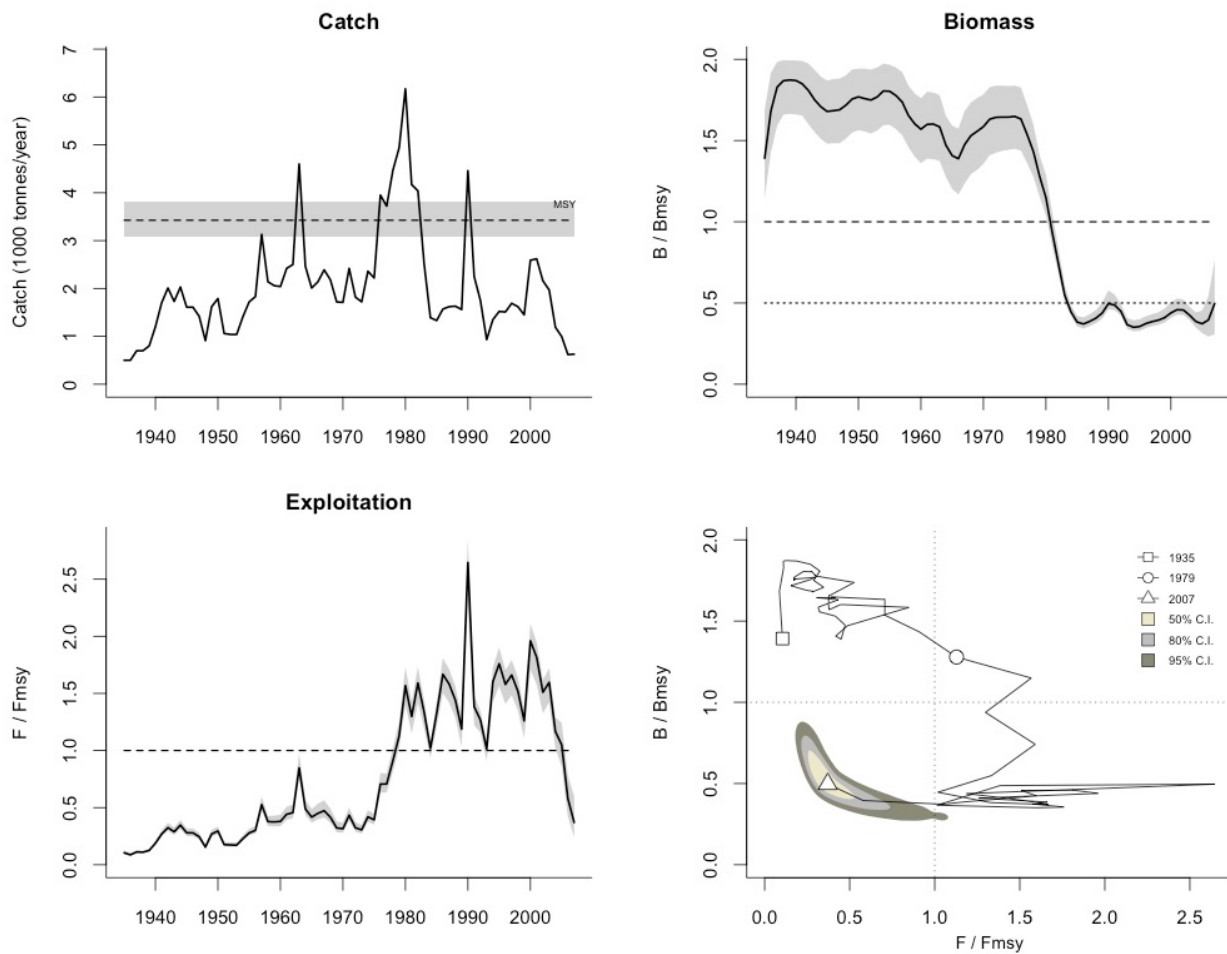 Catch
Catch (1000 tonnes/year)
7
6
5
4
3
2
1
0
MSY
1940 1950 1960 1970 1980 1990 2000
Biomass
B / Bmsy
2.0
1.5
1.0
0.5
0.0
1940 1950 1960 1970 1980 1990 2000
Exploitation
F / Fmsy
2.5
2.0
1.5
1.0
0.5
0.0
1940 1950 1960 1970 1980 1990 2000
B / Bmsy
2.0
1.5
1.0
0.5
0.0
1935
1979
2007
50% C.I.
80% C.I.
95% C.I.
0.0 0.5 1.0 1.5 2.0 2.5
F / Fmsy